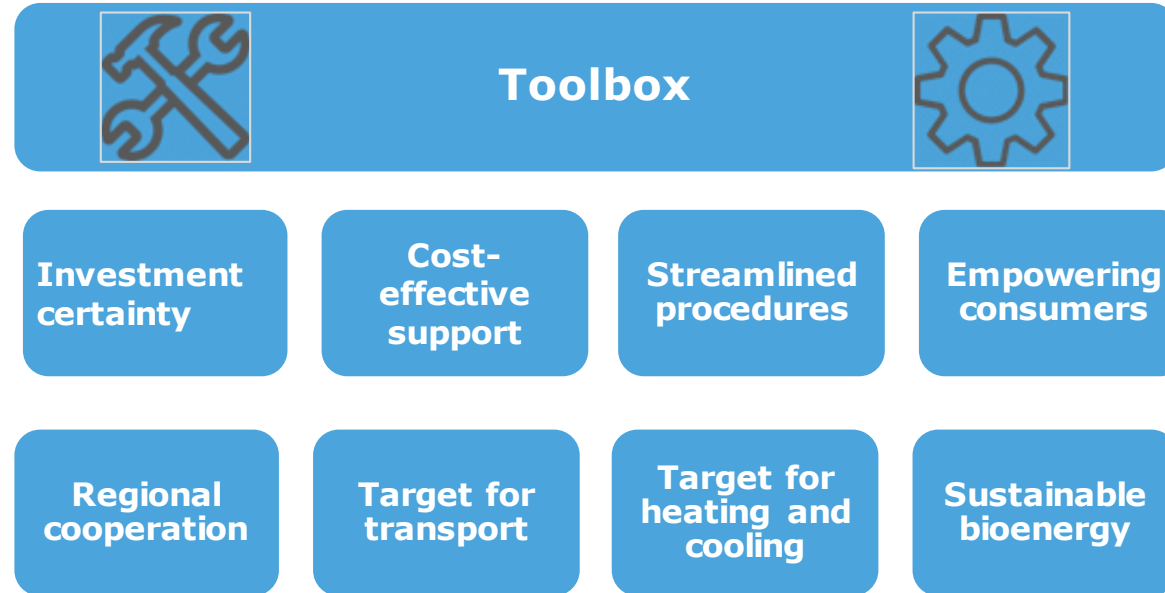 Toolbox
Investment
certainty
Cost-
effective
support
Streamlined
procedures
Empowering
consumers
Regional
cooperation
Target for
transport
Target for
heating and
cooling
Sustainable
bioenergy